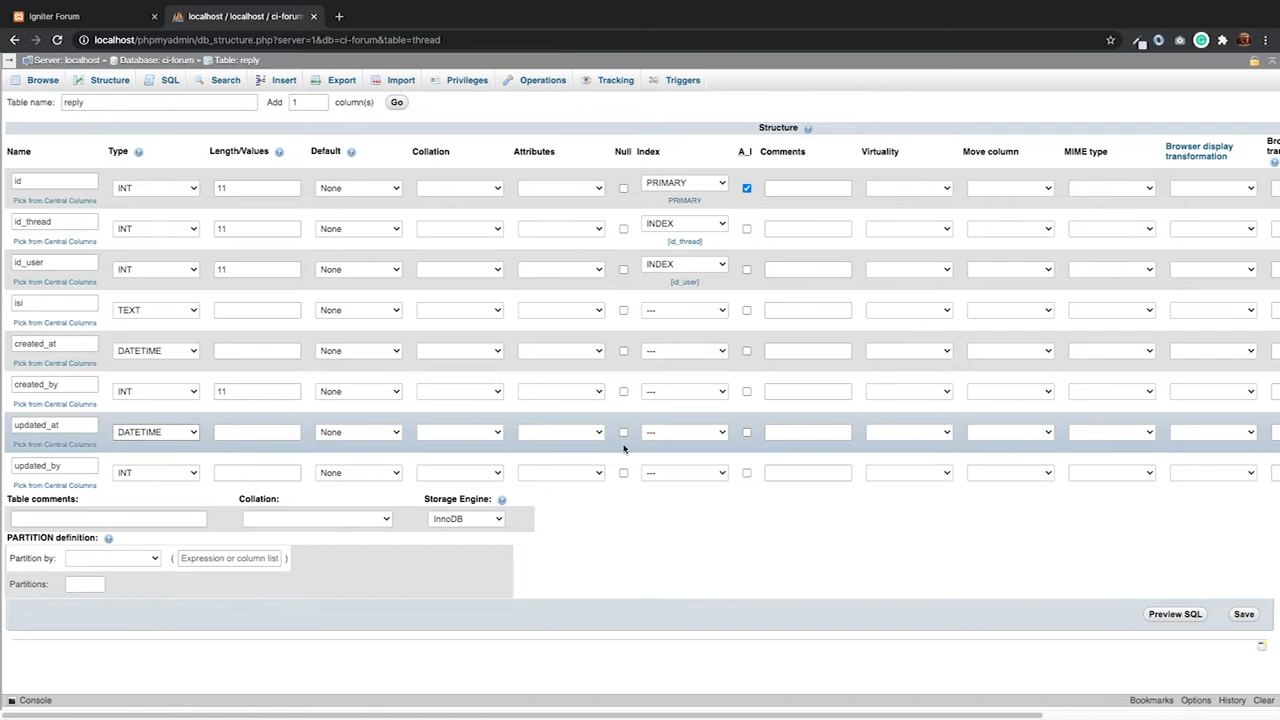 Igniter Forum
localhost / localhost / ci-forum
localhost/phpmyadmin/db_structure.php?server=1&db=ci-forum&table=thread
Server: localhost » Database: ci-forum » Table: reply
Browse Structure SQL Search Insert Export Import Privileges Operations Tracking Triggers
Table name: reply Add 1 column(s) Go
Structure
Name Type Length/Values Default Collation Attributes Null Index A_I Comments Virtuality Move column MIME type Browser display transformation Bro
trar
id INT 11 None PRIMARY
Pick from Central Columns PRIMARY
id_thread INT 11 None INDEX
Pick from Central Columns [id_thread]
id_user INT 11 None INDEX
Pick from Central Columns [id_user]
isi TEXT None ---
Pick from Central Columns
created_at DATETIME None ---
Pick from Central Columns
created_by INT 11 None ---
Pick from Central Columns
updated_at DATETIME None ---
Pick from Central Columns
updated_by INT None ---
Pick from Central Columns
Table comments: Collation: Storage Engine:
InnoDB
PARTITION definition:
Partition by: ( Expression or column list )
Partitions:
Preview SQL Save
Console Bookmarks Options History Clear